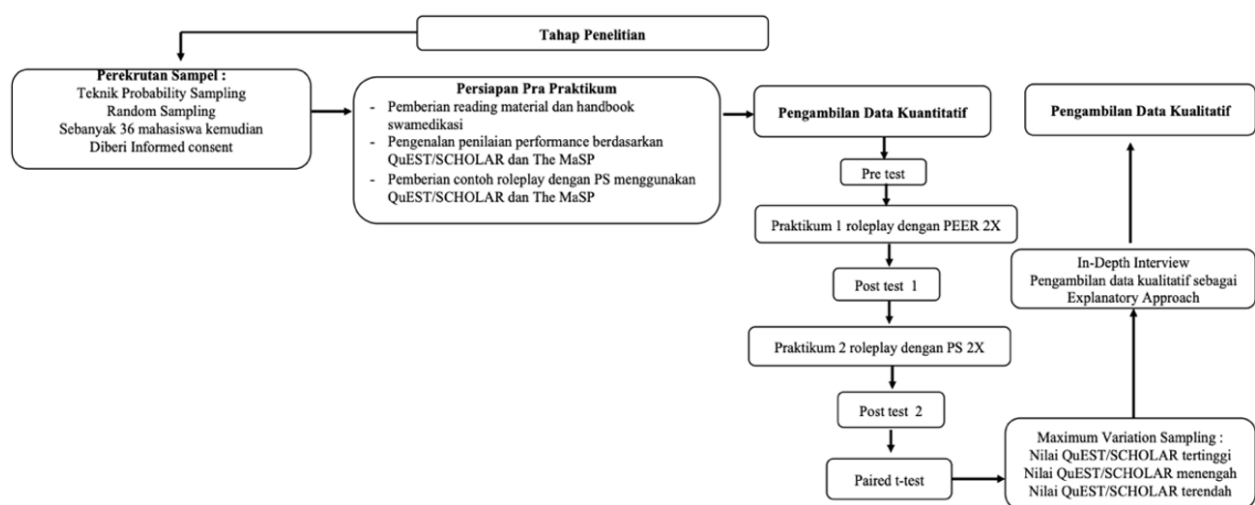 Tahap Penelitian
Perekrutan Sampel :
Teknik Probability Sampling
Random Sampling
Sebanyak 36 mahasiswa kemudian
Diberi Informed consent
Persiapan Pra Praktikum
- Pemberian reading material dan handbook
swamedikasi
- Pengenalan penilaian performance berdasarkan
QuEST/SCHOLAR dan The MaSP
- Pemberian contoh roleplay dengan PS menggunakan
QuEST/SCHOLAR dan The MaSP
Pengambilan Data Kuantitatif
Pre test
Praktikum 1 roleplay dengan PEER 2X
Post test 1
Praktikum 2 roleplay dengan PS 2X
Post test 2
Paired t-test
Maximum Variation Sampling :
Nilai QuEST/SCHOLAR tertinggi
Nilai QuEST/SCHOLAR menengah
Nilai QuEST/SCHOLAR terendah
In-Depth Interview
Pengambilan data kualitatif sebagai
Explanatory Approach
Pengambilan Data Kualitatif